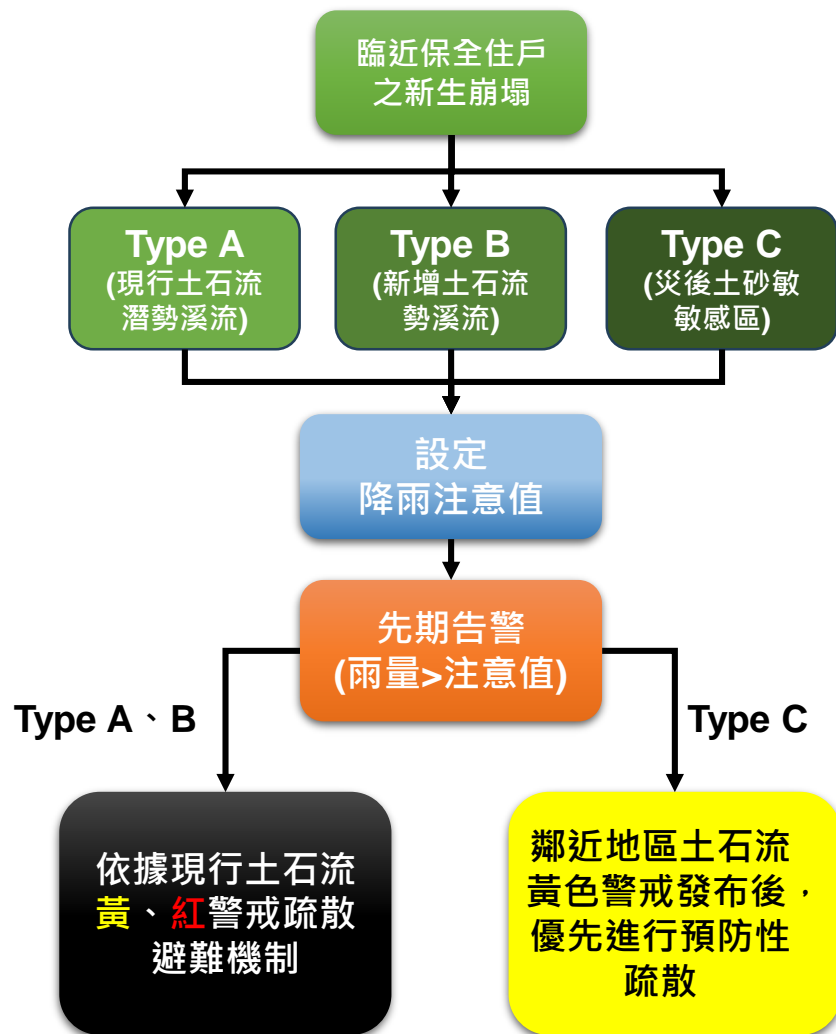 臨近保全住戶
之新生崩塌
Type A
(現行土石流
潛勢溪流)
Type B
(新增土石流
勢溪流)
Type C
(災後土砂敏
敏感區)
設定
降雨注意值
先期告警
(雨量>注意值)
Type A、B
Type C
依據現行土石流
黃、紅警戒疏散
避難機制
鄰近地區土石流
黃色警戒發布後，
優先進行預防性
疏散